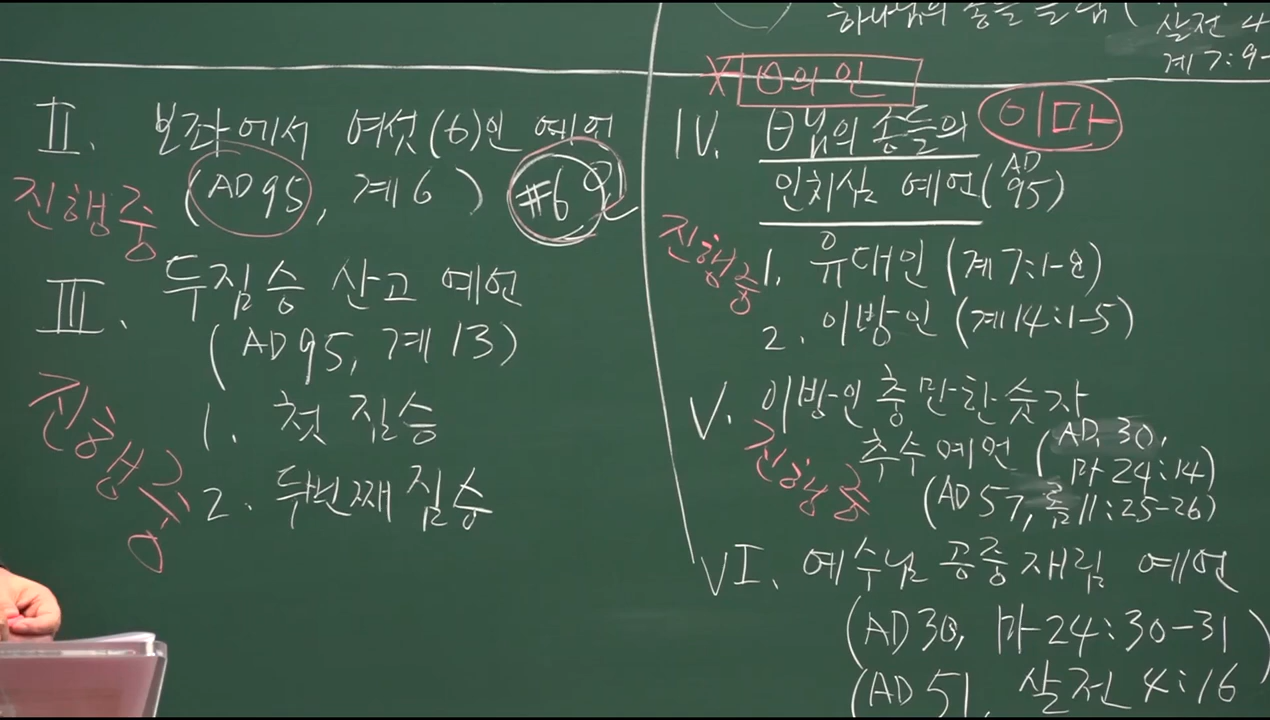 하나님의 종들
살전 4
계 7:9-
II. 보좌에서 여섯(6)인 예언
진행중 (AD 95, 계 6) #6
III. 두짐승 산고 예언
(AD 95, 계 13)
진행중
1. 첫 짐승
2. 두번째 짐승
X θ의 인
IV. θ님의 종들의 이마
인치심 예언(AD 95)
진행중
1. 유대인 (계 7:1-8)
2. 이방인 (계 14:1-5)
V. 이방인 충만한 숫자
진행중 추수 예언 (AD. 30, 마 24:14)
(AD 57, 롬 11:25-26)
VI. 예수님 공중 재림 예언
(AD 30, 마 24:30-31)
(AD 51, 살전 4:16